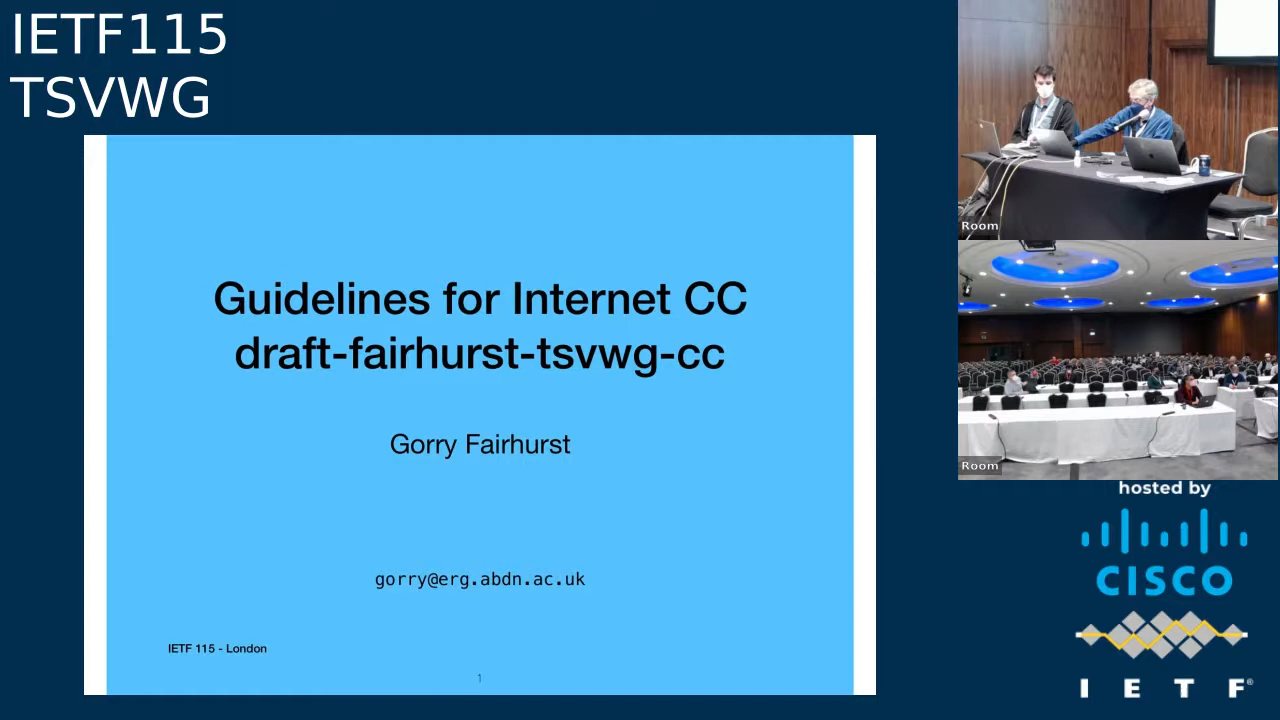 IETF115
TSVWG
Guidelines for Internet CC
draft-fairhurst-tsvwg-cc
Gorry Fairhurst
gorry@erg.abdn.ac.uk
IETF 115 - London
1
Room
Room
hosted by
CISCO
I E T F®